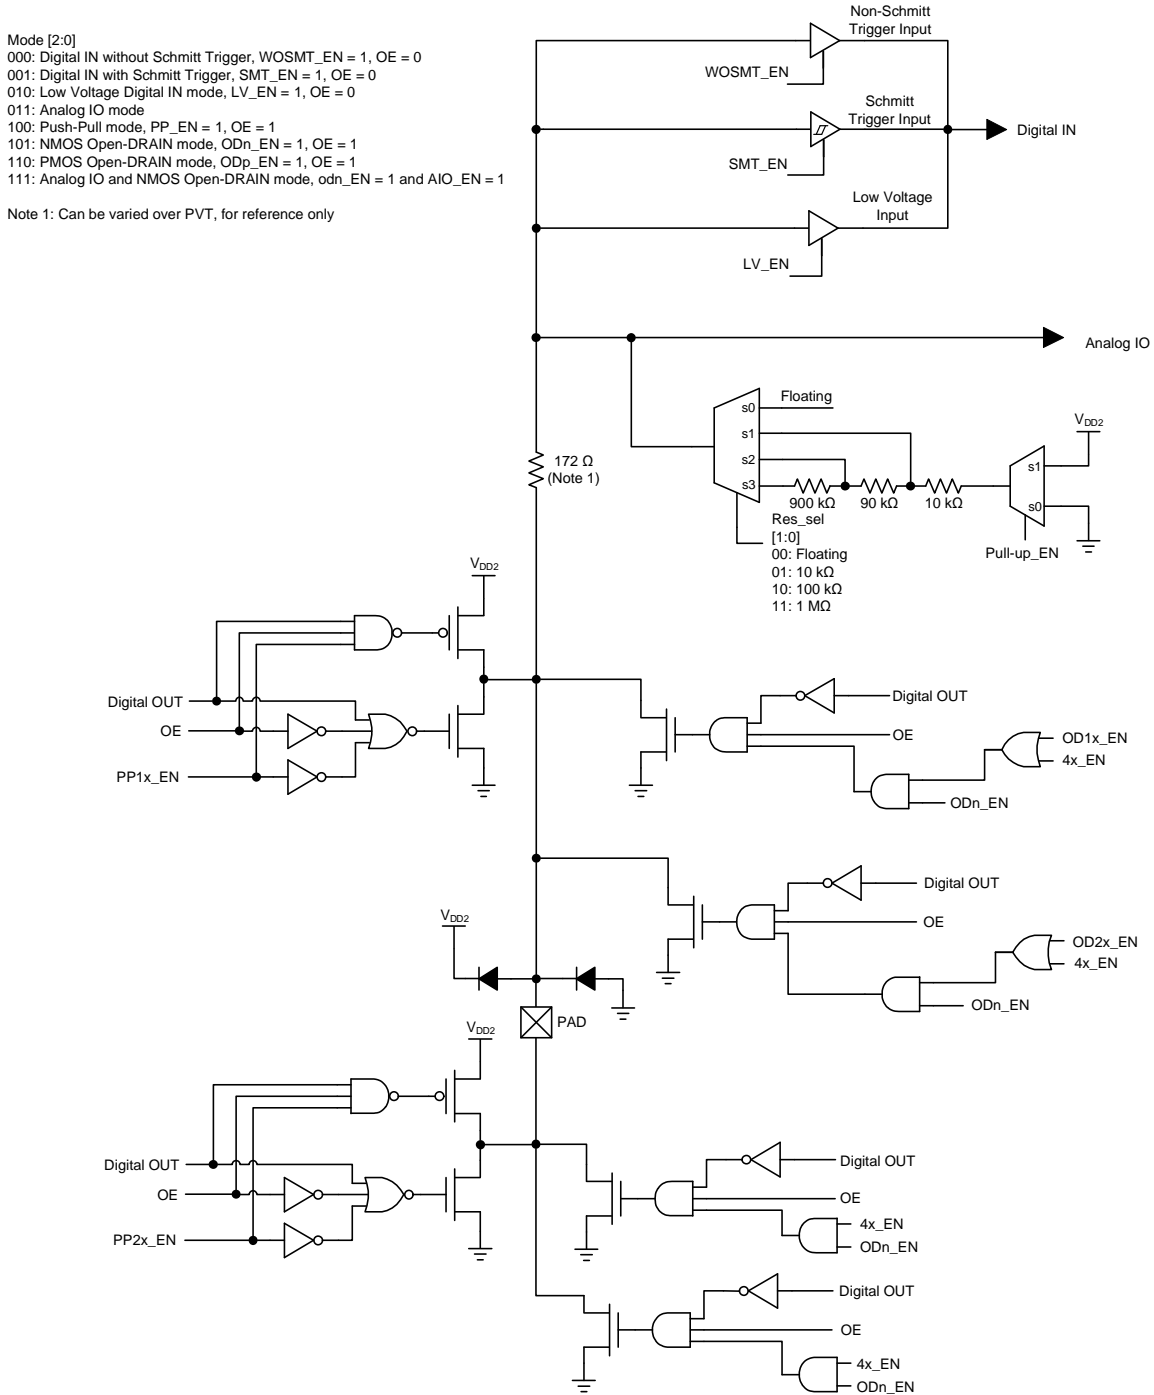 Mode [2:0]
000: Digital IN without Schmitt Trigger, WOSMT_EN = 1, OE = 0
001: Digital IN with Schmitt Trigger, SMT_EN = 1, OE = 0
010: Low Voltage Digital IN mode, LV_EN = 1, OE = 0
011: Analog IO mode
100: Push-Pull mode, PP_EN = 1, OE = 1
101: NMOS Open-DRAIN mode, ODn_EN = 1, OE = 1
110: PMOS Open-DRAIN mode, ODp_EN = 1, OE = 1
111: Analog IO and NMOS Open-DRAIN mode, odn_EN = 1 and AIO_EN = 1
Note 1: Can be varied over PVT, for reference only
Non-Schmitt
Trigger Input
WOSMT_EN
Schmitt
Trigger Input
Digital IN
SMT_EN
Low Voltage
Input
LV_EN
Analog IO
Floating
s0
s1
s2
s3
VDD2
s1
s0
172 Ω
(Note 1)
900 kΩ
90 kΩ
10 kΩ
Res_sel
[1:0]
00: Floating
01: 10 kΩ
10: 100 kΩ
11: 1 MΩ
Pull-up_EN
VDD2
Digital OUT
OE
PP1x_EN
Digital OUT
OE
OD1x_EN
4x_EN
ODn_EN
Digital OUT
OE
OD2x_EN
4x_EN
ODn_EN
VDD2
PAD
VDD2
Digital OUT
OE
PP2x_EN
Digital OUT
OE
4x_EN
ODn_EN
Digital OUT
OE
4x_EN
ODn_EN